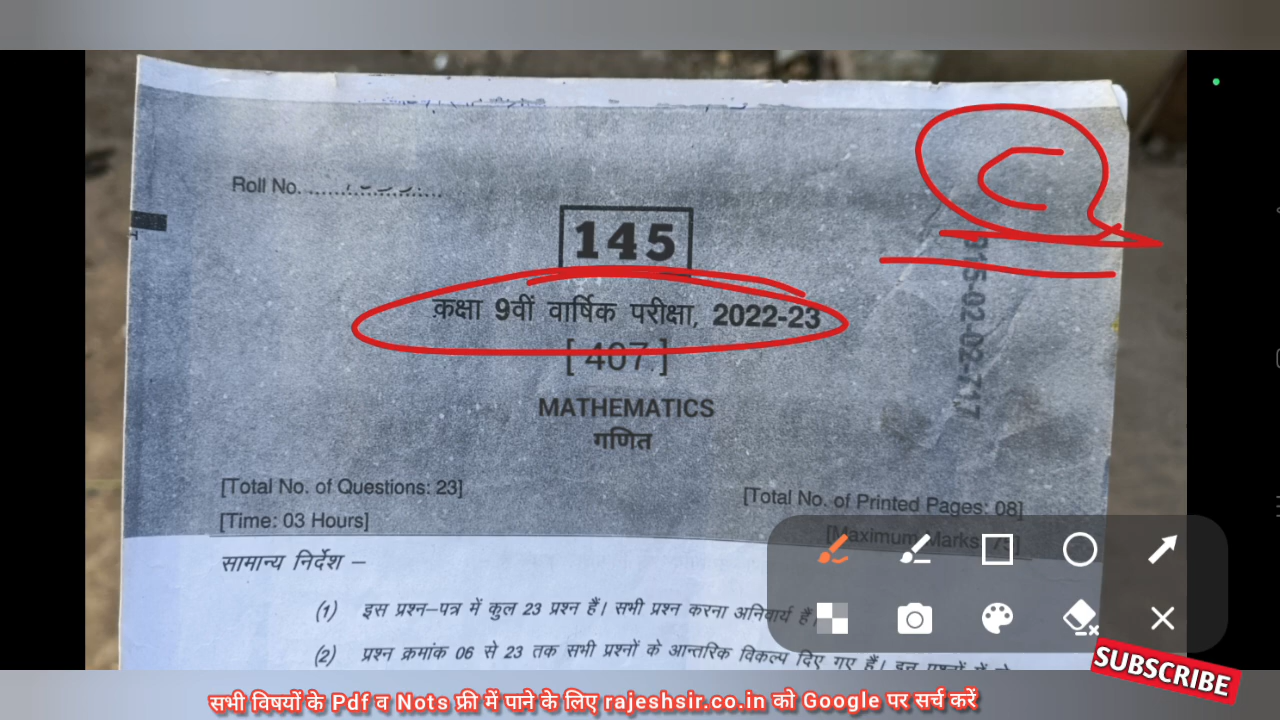 Roll No. ........................
145
कक्षा 9वीं वार्षिक परीक्षा, 2022-23
[ 407 ]
MATHEMATICS
गणित
[Total No. of Questions: 23]
[Total No. of Printed Pages: 08]
[Time: 03 Hours]
[Maximum Marks
सामान्य निर्देश –
(1) इस प्रश्न–पत्र में कुल 23 प्रश्न हैं। सभी प्रश्न करना अनिवार्य हैं।
(2) प्रश्न क्रमांक 06 से 23 तक सभी प्रश्नों के आन्तरिक विकल्प दिए गए हैं।
C
SUBSCRIBE
सभी विषयों के Pdf व Nots फ्री में पाने के लिए rajeshsir.co.in को Google पर सर्च करें